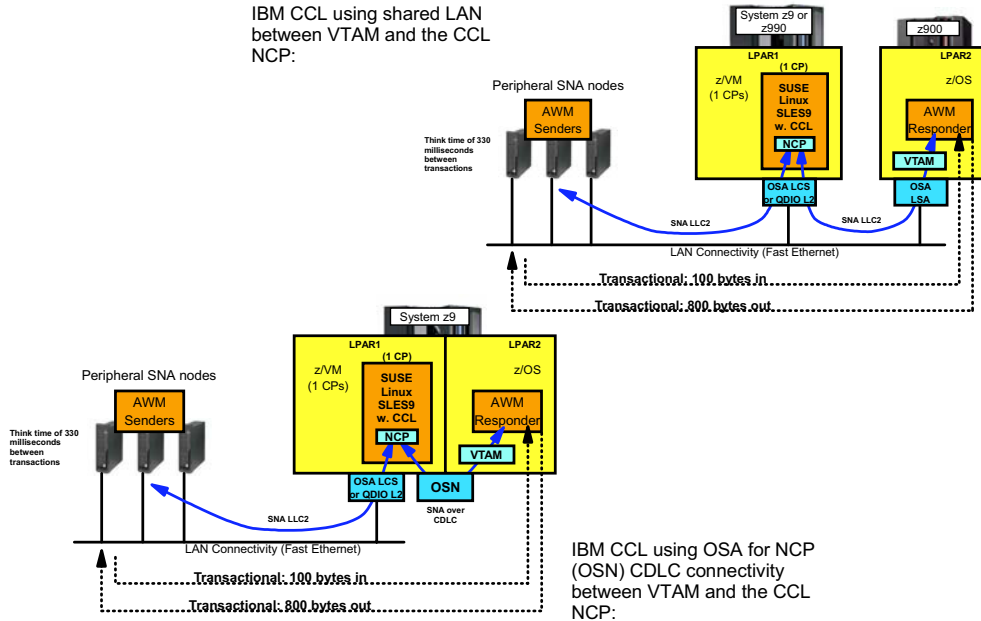 IBM CCL using shared LAN
between VTAM and the CCL
NCP:
System z9 or
z990
z900
LPAR1
(1 CP)
z/VM
(1 CPs)
SUSE
Linux
SLES9
w. CCL
NCP
LPAR2
z/OS
AWM
Responder
VTAM
Peripheral SNA nodes
AWM
Senders
Think time of 330
milliseconds
between
transactions
OSA LCS
or QDIO L2
OSA
LSA
SNA LLC2
SNA LLC2
LAN Connectivity (Fast Ethernet)
Transactional: 100 bytes in
Transactional: 800 bytes out
System z9
LPAR1
(1 CP)
z/VM
(1 CPs)
SUSE
Linux
SLES9
w. CCL
NCP
LPAR2
z/OS
AWM
Responder
VTAM
Peripheral SNA nodes
AWM
Senders
Think time of 330
milliseconds
between
transactions
OSA LCS
or QDIO L2
OSN
SNA over
CDLC
SNA LLC2
LAN Connectivity (Fast Ethernet)
Transactional: 100 bytes in
Transactional: 800 bytes out
IBM CCL using OSA for NCP
(OSN) CDLC connectivity
between VTAM and the CCL
NCP: